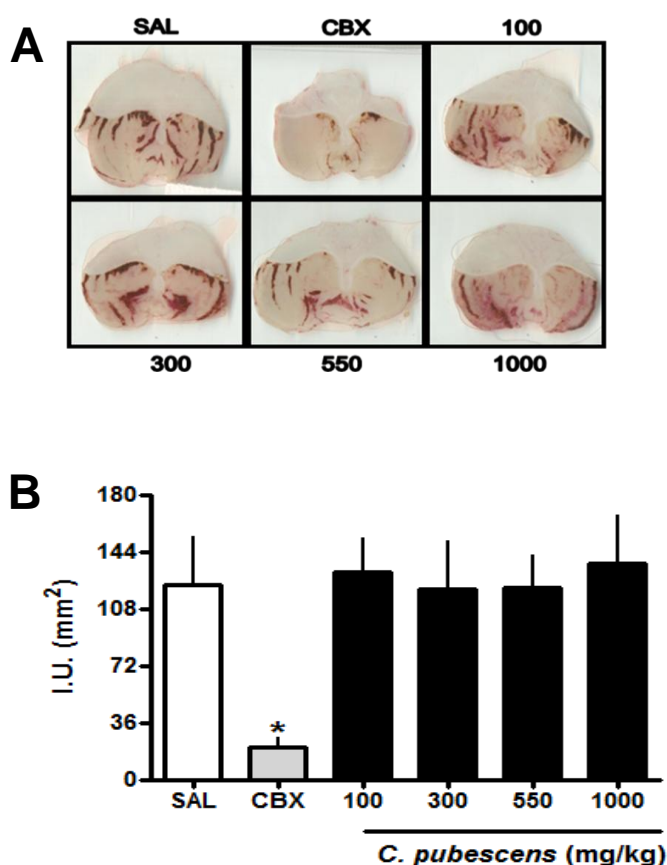 A
SAL CBX 100
300 550 1000
B
I.U. (mm²)
180
144
108
72
36
0
*
SAL CBX 100 300 550 1000
C. pubescens (mg/kg)